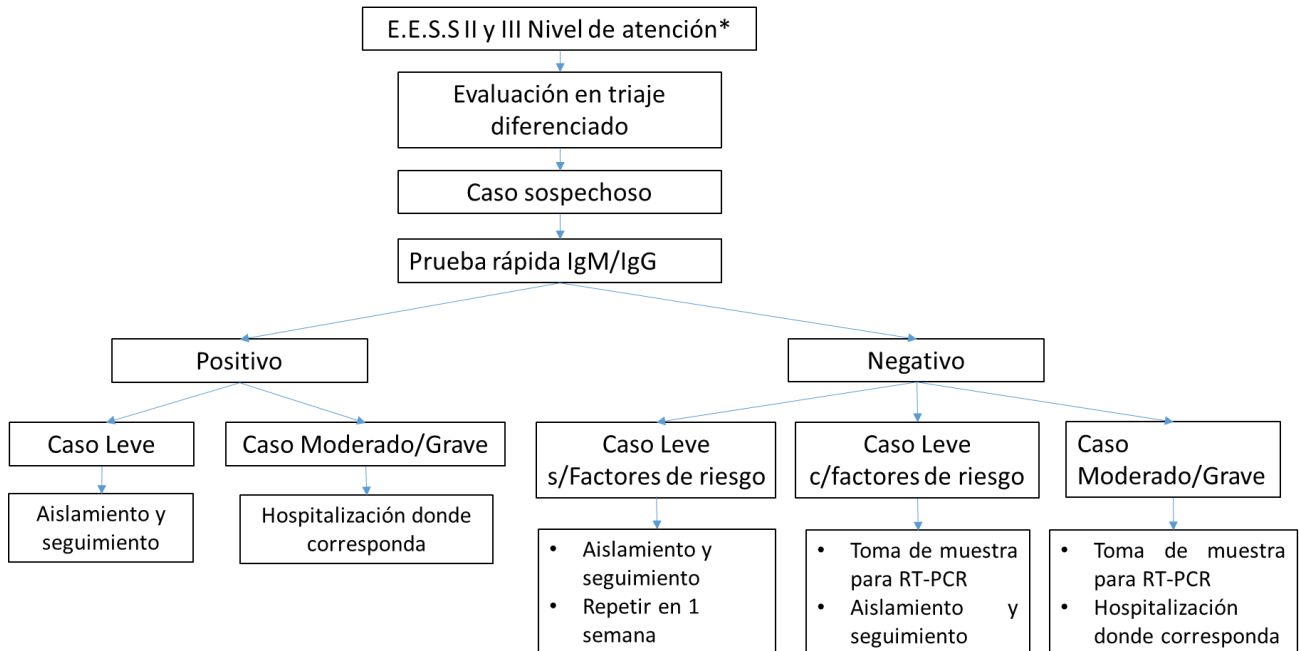 E.E.S.S II y III Nivel de atención*
Evaluación en triaje
diferenciado
Caso sospechoso
Prueba rápida IgM/IgG
Positivo
Negativo
Caso Leve
Caso Moderado/Grave
Caso Leve
s/Factores de riesgo
Caso Leve
c/factores de riesgo
Caso
Moderado/Grave
Aislamiento y
seguimiento
Hospitalización donde
corresponda
• Aislamiento y
seguimiento
• Repetir en 1
semana
• Toma de muestra
para RT-PCR
• Aislamiento y
seguimiento
• Toma de muestra
para RT-PCR
• Hospitalización
donde corresponda